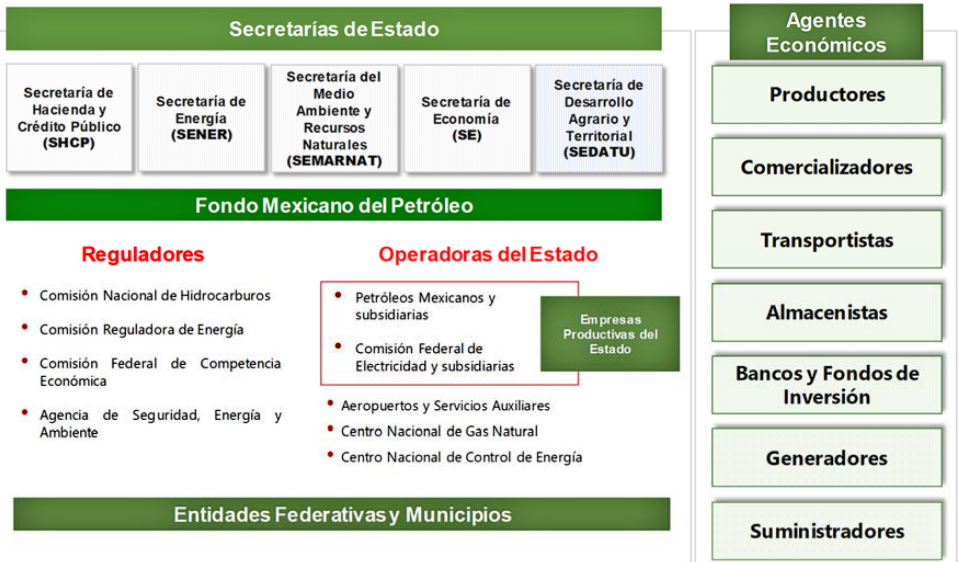 Secretarías de Estado
Secretaría de
Hacienda y
Crédito Público
(SHCP)
Secretaría de
Energía
(SENER)
Secretaría del
Medio
Ambiente y
Recursos
Naturales
(SEMARNAT)
Secretaría de
Economía
(SE)
Secretaría de
Desarrollo
Agrario y
Territorial
(SEDATU)
Fondo Mexicano del Petróleo
Reguladores
• Comisión Nacional de Hidrocarburos
• Comisión Reguladora de Energía
• Comisión Federal de Competencia
Económica
• Agencia de Seguridad, Energía y
Ambiente
Operadoras del Estado
• Petróleos Mexicanos y
subsidiarias
• Comisión Federal de
Electricidad y subsidiarias
Empresas
Productivas del
Estado
• Aeropuertos y Servicios Auxiliares
• Centro Nacional de Gas Natural
• Centro Nacional de Control de Energía
Entidades Federativas y Municipios
Agentes
Económicos
Productores
Comercializadores
Transportistas
Almacenistas
Bancos y Fondos de
Inversión
Generadores
Suministradores